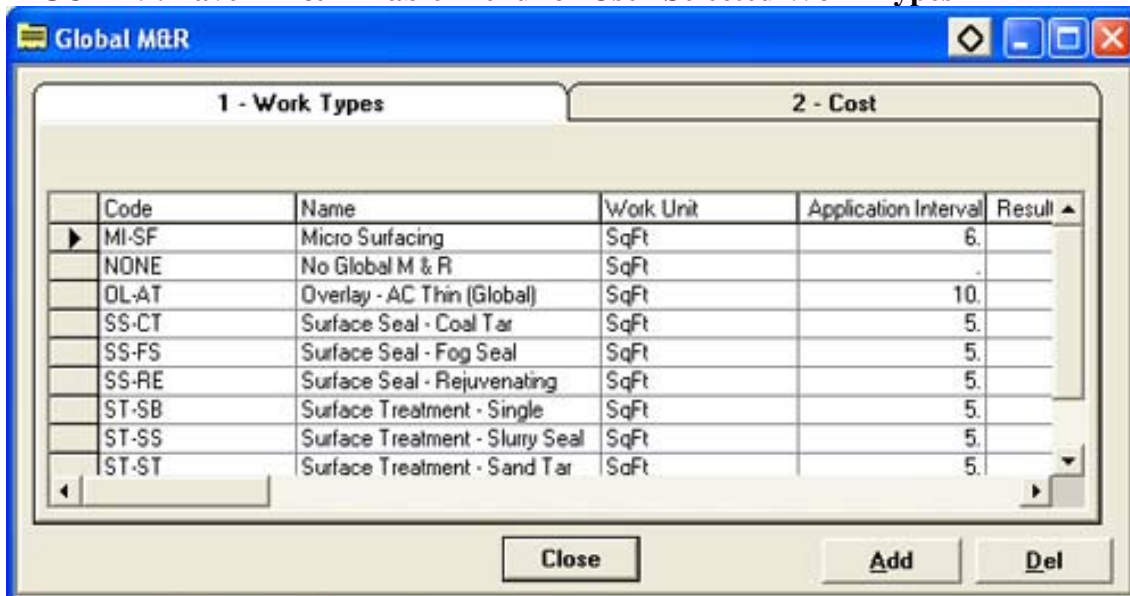 Global M&R
1 - Work Types 2 - Cost
Code Name Work Unit Application Interval Result
MI-SF Micro Surfacing SqFt 6.
NONE No Global M & R SqFt .
OL-AT Overlay - AC Thin (Global) SqFt 10.
SS-CT Surface Seal - Coal Tar SqFt 5.
SS-FS Surface Seal - Fog Seal SqFt 5.
SS-RE Surface Seal - Rejuvenating SqFt 5.
ST-SB Surface Treatment - Single SqFt 5.
ST-SS Surface Treatment - Slurry Seal SqFt 5.
ST-ST Surface Treatment - Sand Tar SqFt 5.
Close Add Del